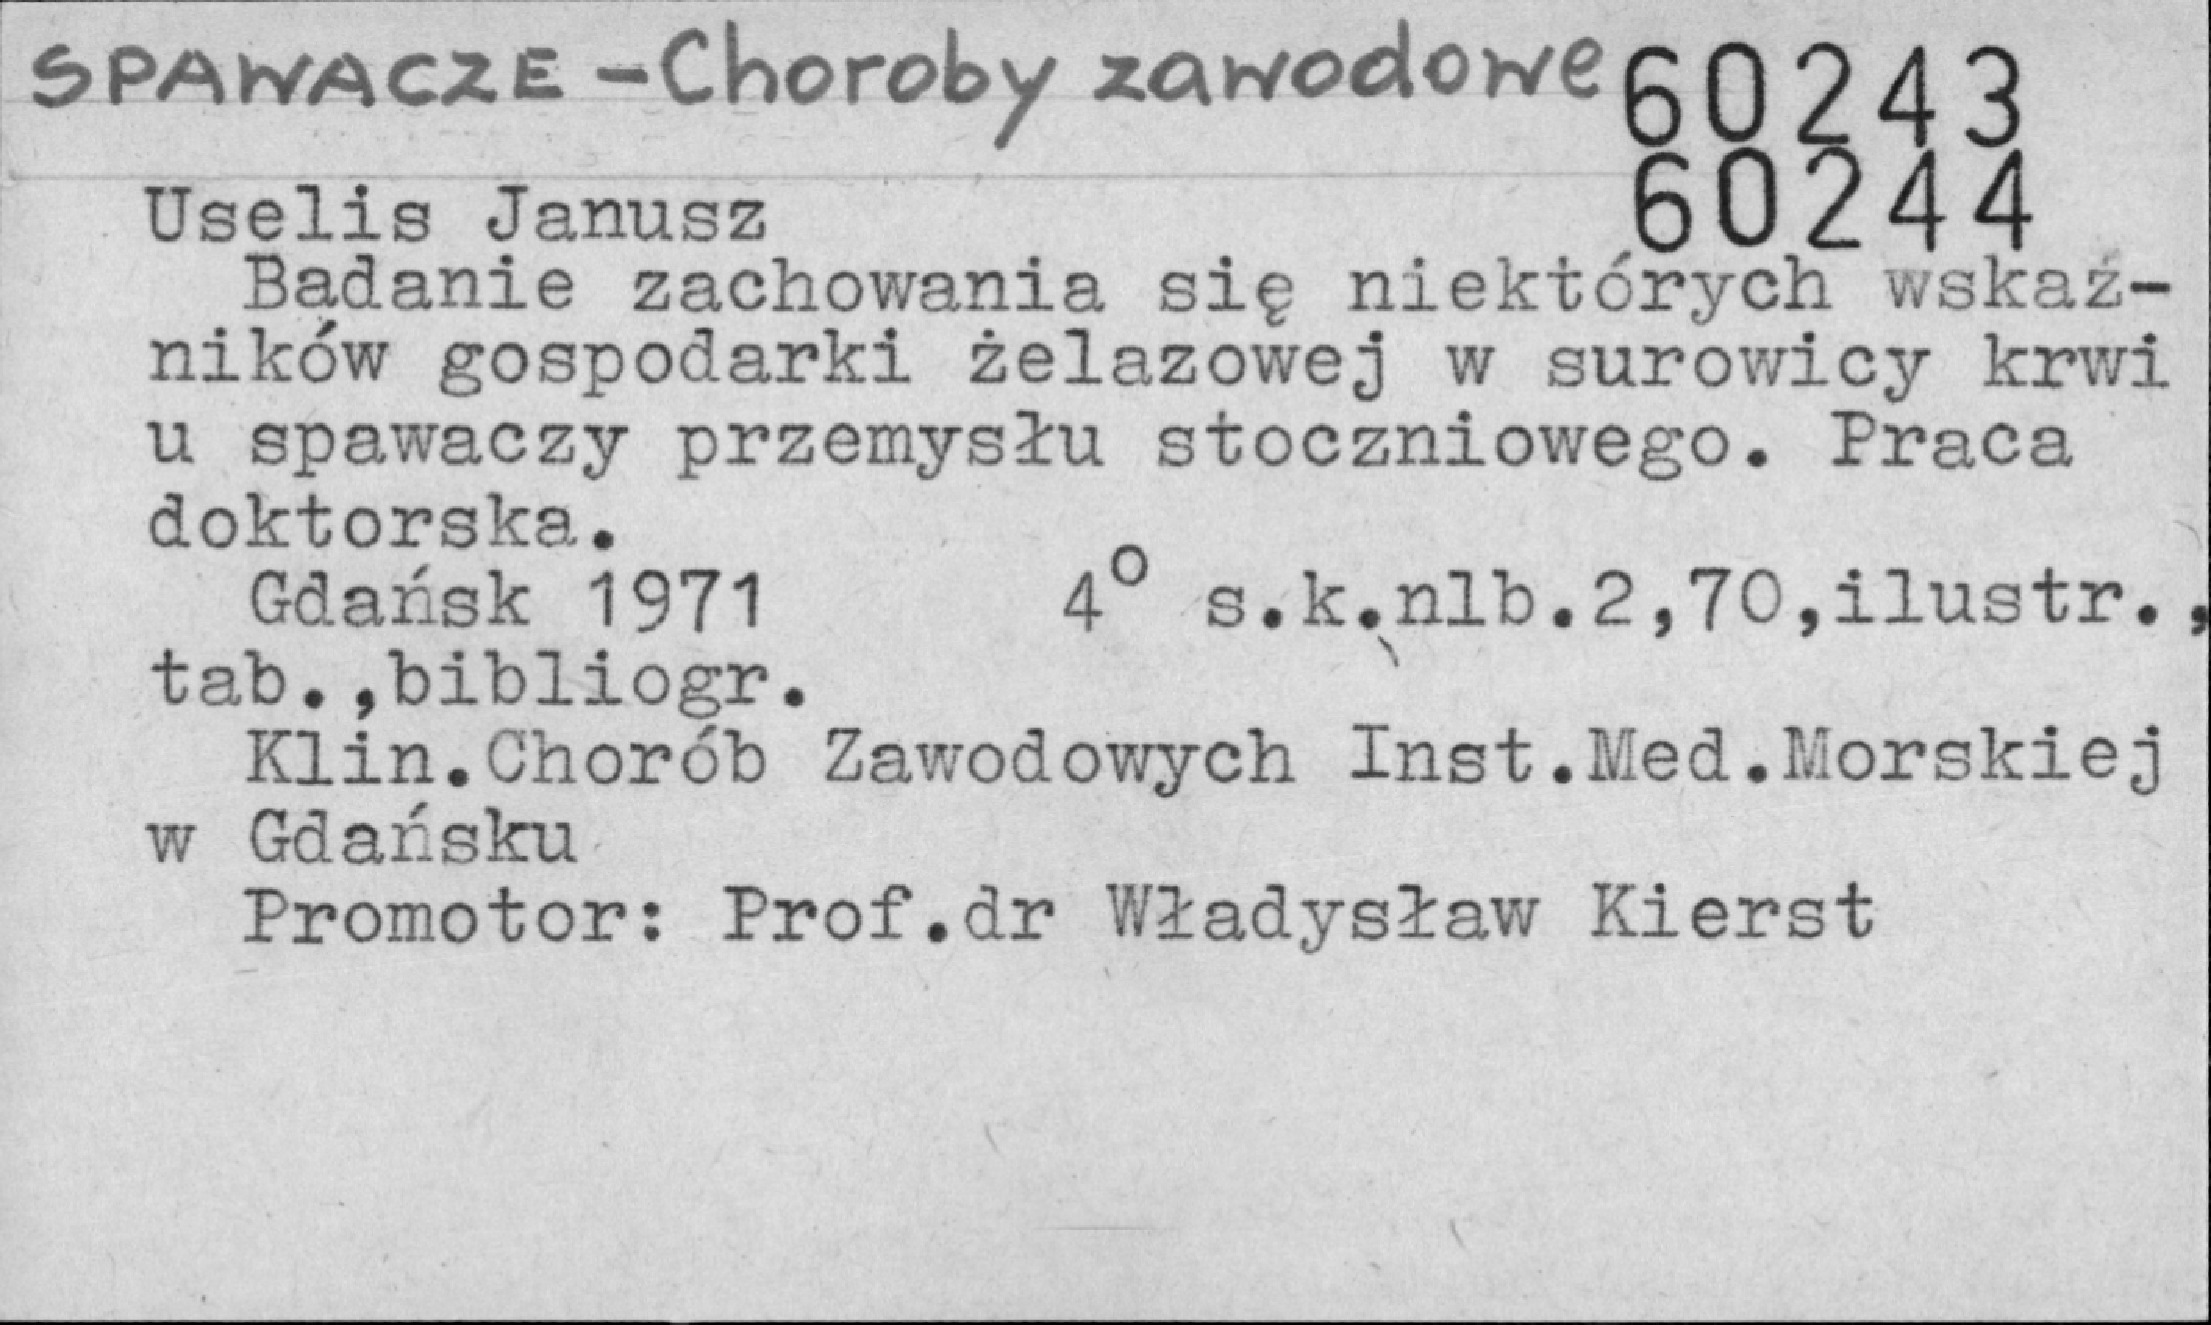 SPAWACZE - Choroby zawodowe 60243
60244
Uselis Janusz
Badanie zachowania się niektórych wskaź-
ników gospodarki żelazowej w surowicy krwi
u spawaczy przemysłu stoczniowego. Praca
doktorska.
Gdańsk 1971 4° s.k.nlb.2,70,ilustr.,
tab.,bibliogr.
Klin.Chorób Zawodowych Inst.Med.Morskiej
w Gdańsku
Promotor: Prof.dr Władysław Kierst